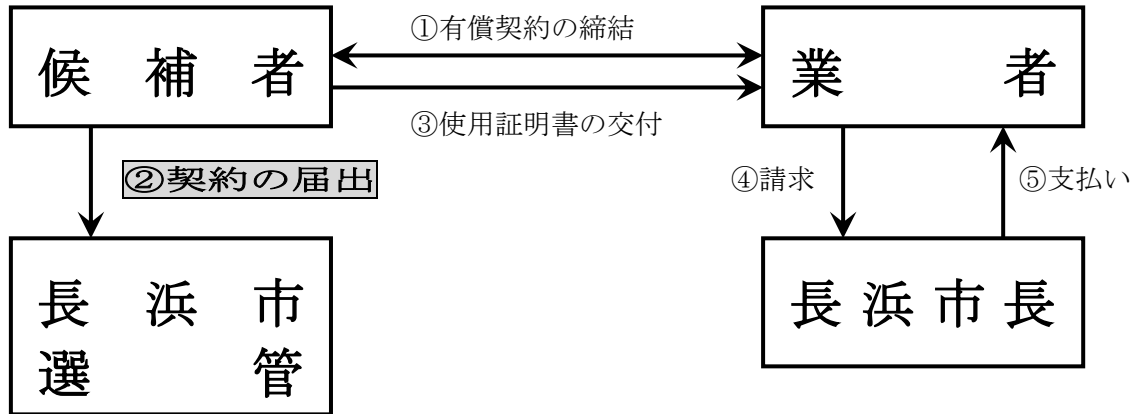 ①有償契約の締結
候補者
業者
③使用証明書の交付
②契約の届出
④請求
⑤支払い
長浜市
選管
長浜市長